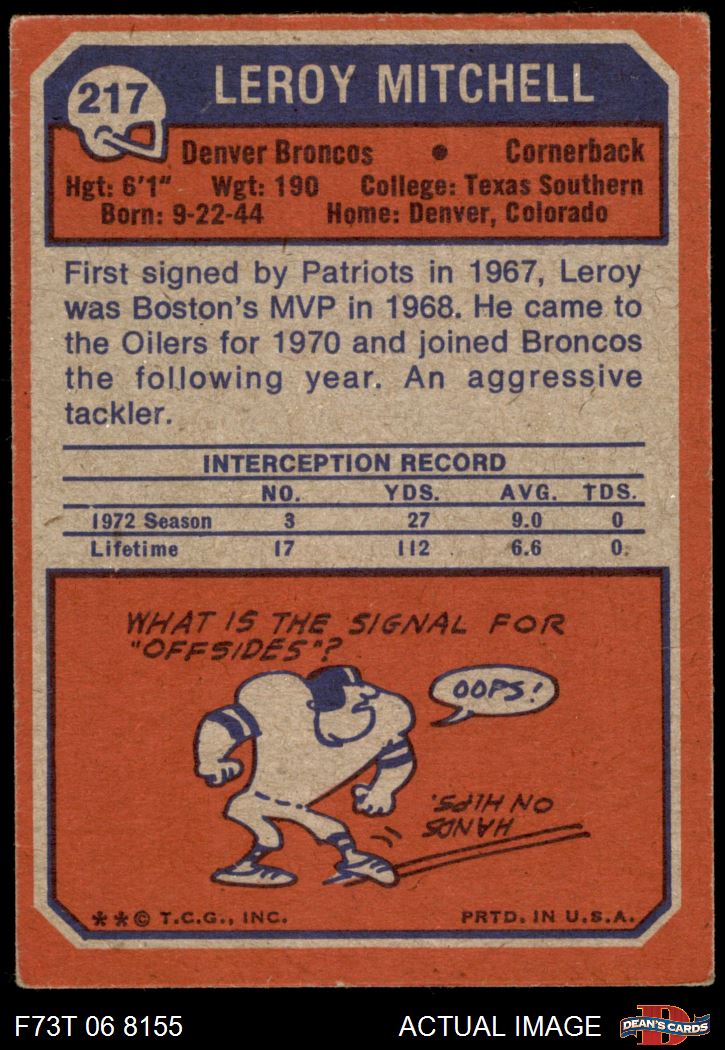 217
LEROY MITCHELL
Denver Broncos • Cornerback
Hgt: 6'1" Wgt: 190 College: Texas Southern
Born: 9-22-44 Home: Denver, Colorado
First signed by Patriots in 1967, Leroy
was Boston's MVP in 1968. He came to
the Oilers for 1970 and joined Broncos
the following year. An aggressive
tackler.
INTERCEPTION RECORD
NO. YDS. AVG. TDS.
1972 Season 3 27 9.0 0
Lifetime 17 112 6.6 0.
WHAT IS THE SIGNAL FOR
"OFFSIDES"?
OOPS!
HANDS
ON HIPS.
**© T.C.G., INC. PRTD. IN U.S.A.
F73T 06 8155 ACTUAL IMAGE
D
DEAN'S CARDS